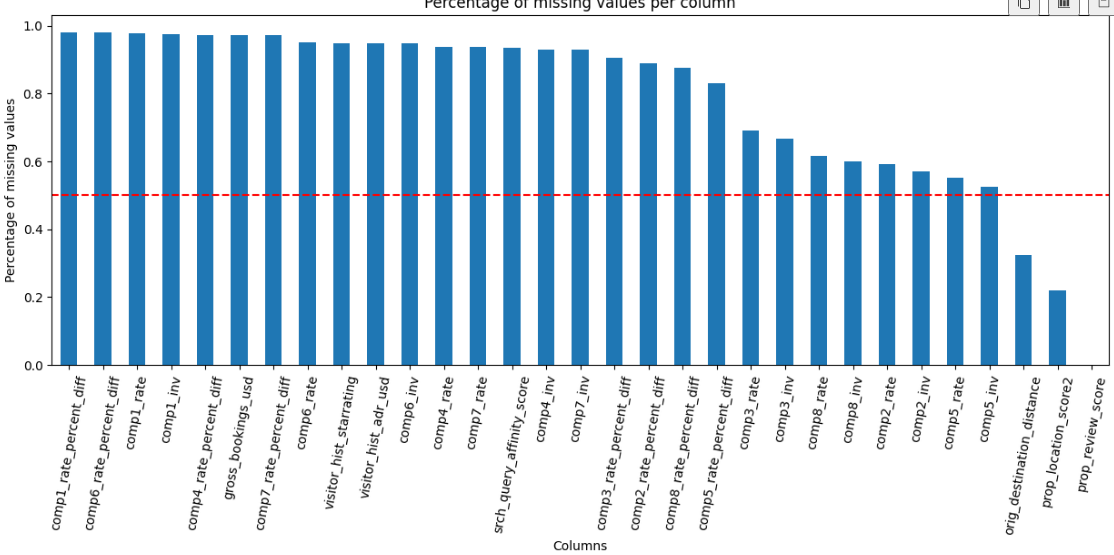 Percentage of missing values per column
Percentage of missing values
1.0
0.8
0.6
0.4
0.2
0.0
comp1_rate_percent_diff
comp6_rate_percent_diff
comp1_rate
comp1_inv
comp4_rate_percent_diff
gross_bookings_usd
comp7_rate_percent_diff
comp6_rate
visitor_hist_starrating
visitor_hist_adr_usd
comp6_inv
comp4_rate
comp7_rate
srch_query_affinity_score
comp4_inv
comp7_inv
comp3_rate_percent_diff
comp2_rate_percent_diff
comp8_rate_percent_diff
comp5_rate_percent_diff
comp3_rate
comp3_inv
comp8_rate
comp8_inv
comp2_rate
comp2_inv
comp5_rate
comp5_inv
orig_destination_distance
prop_location_score2
prop_review_score
Columns